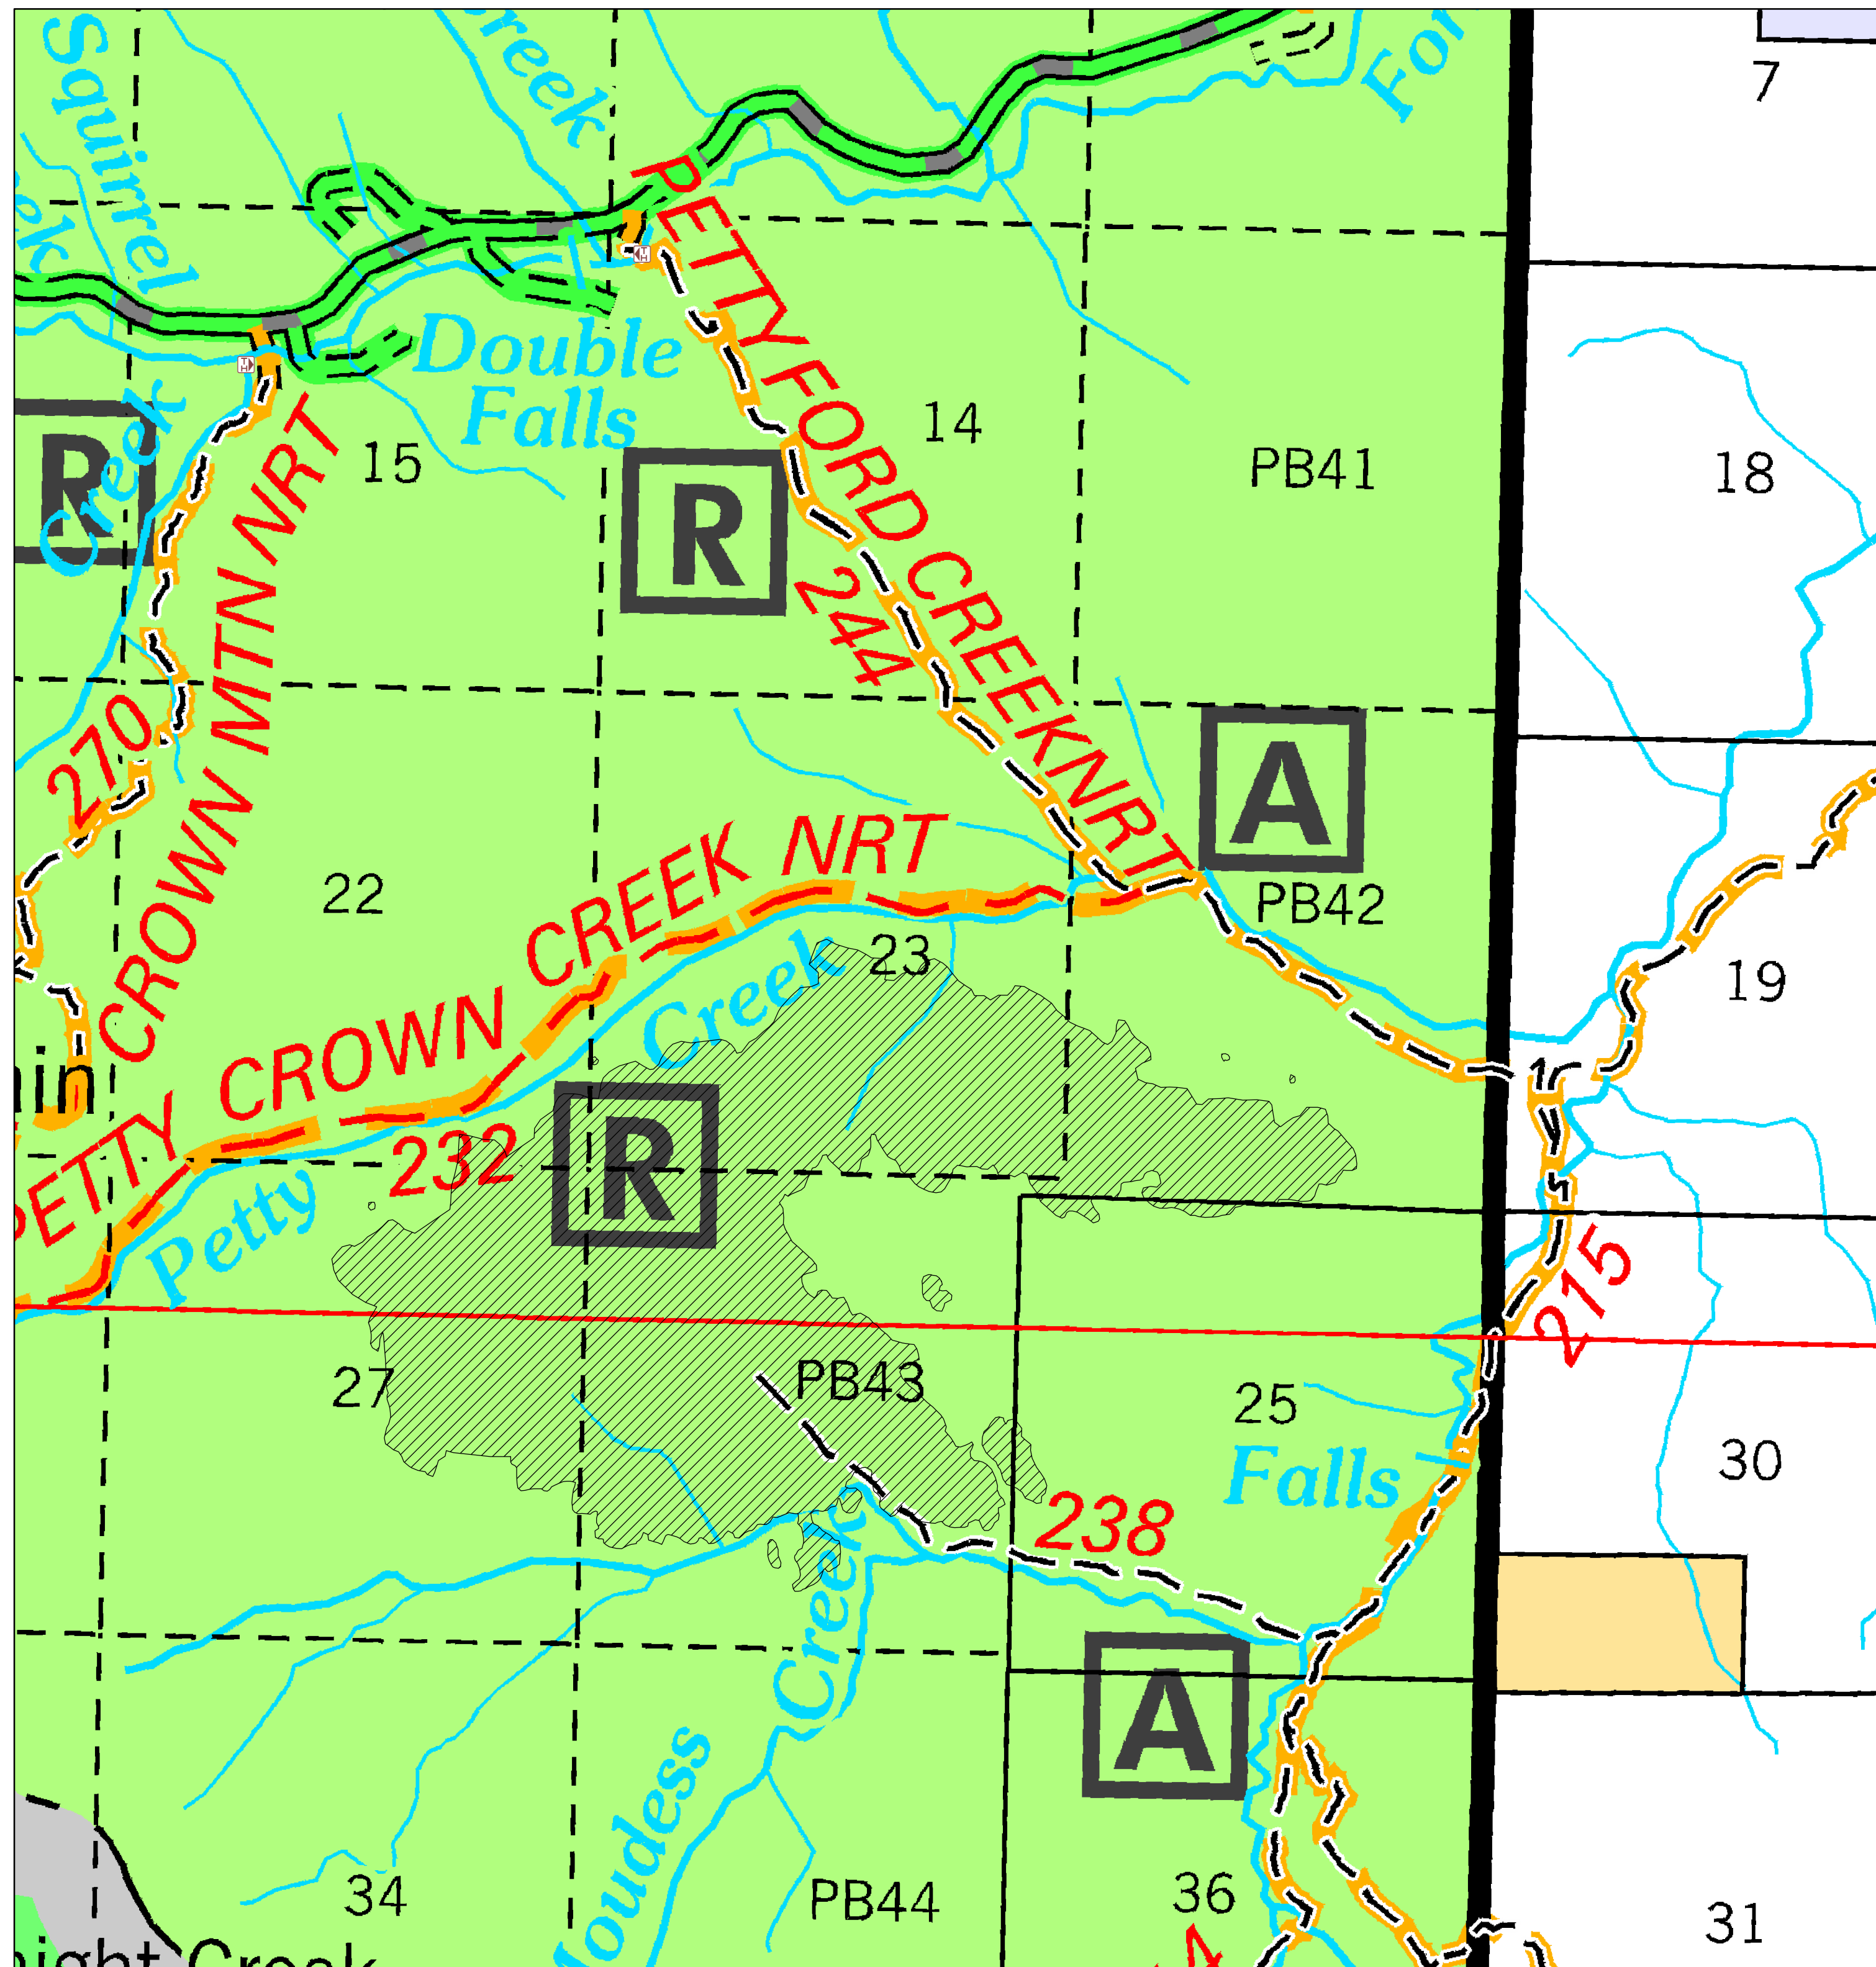 Squirrel
Creek
Creek
For
7
PETTY FORD CREEK NRT
244
Double
Falls
R
R
14
15
PB41
18
270
CROWN MTN NRT
A
22
PETTY CROWN CREEK NRT
23
PB42
19
Petty
Creek
232
R
215
27
PB43
25
Falls
30
238
Creek
A
34
PB44
36
31